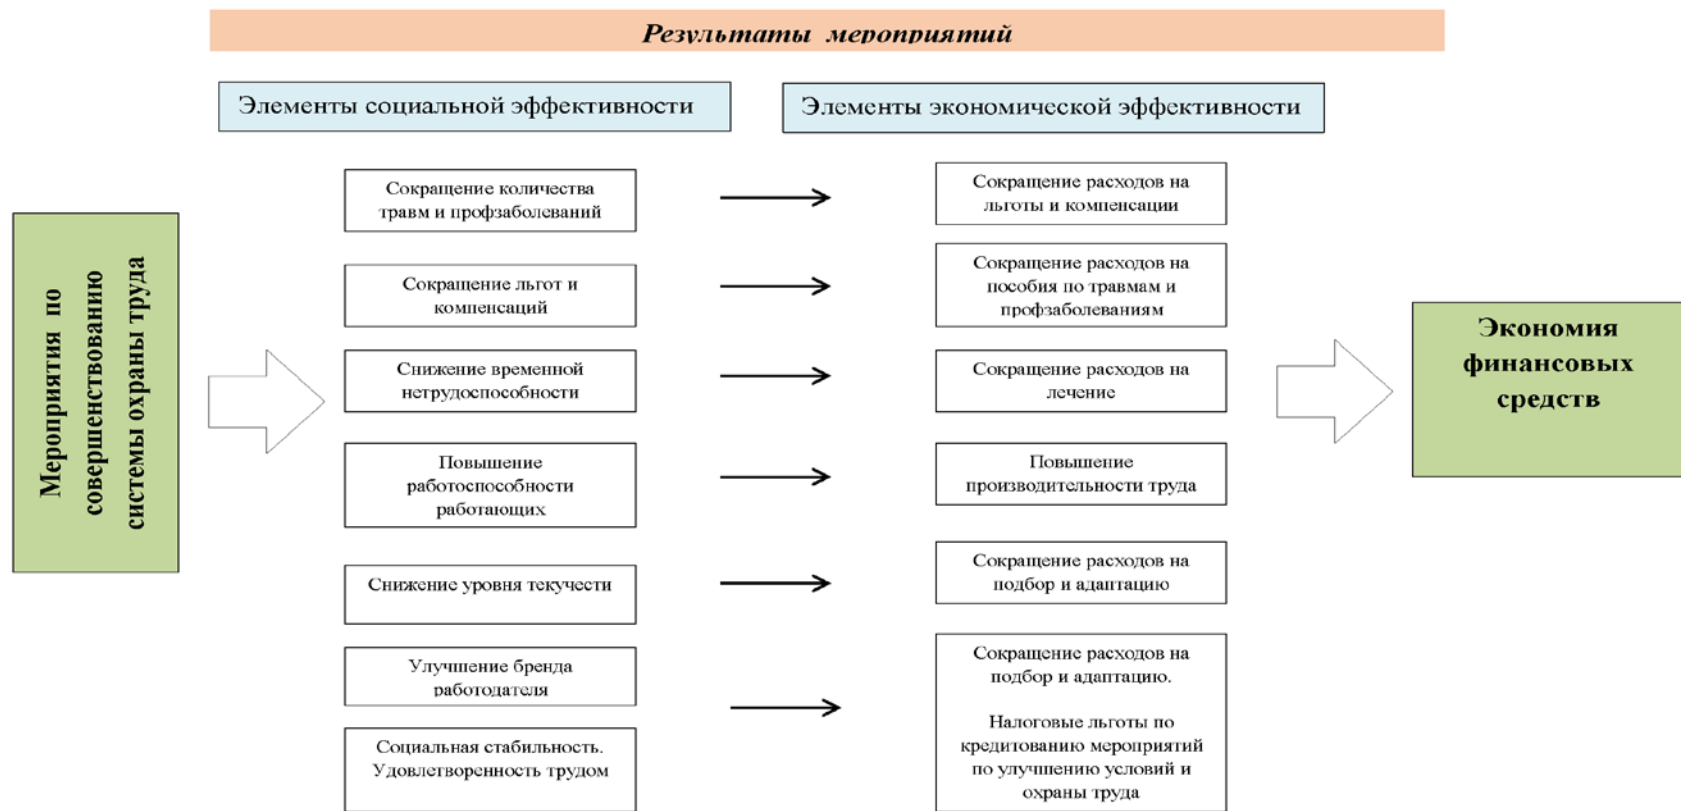 Результаты мероприятий
Элементы социальной эффективности
Элементы экономической эффективности
Мероприятия по
совершенствованию
системы охраны труда
Сокращение количества
травм и профзаболеваний
Сокращение расходов на
льготы и компенсации
Сокращение льгот и
компенсаций
Сокращение расходов на
пособия по травмам и
профзаболеваниям
Снижение временной
нетрудоспособности
Сокращение расходов на
лечение
Повышение
работоспособности
работающих
Повышение
производительности труда
Снижение уровня текучести
Сокращение расходов на
подбор и адаптацию
Улучшение бренда
работодателя
Социальная стабильность.
Удовлетворенность трудом
Сокращение расходов на
подбор и адаптацию.
Налоговые льготы по
кредитованию мероприятий
по улучшению условий и
охраны труда
Экономия
финансовых
средств